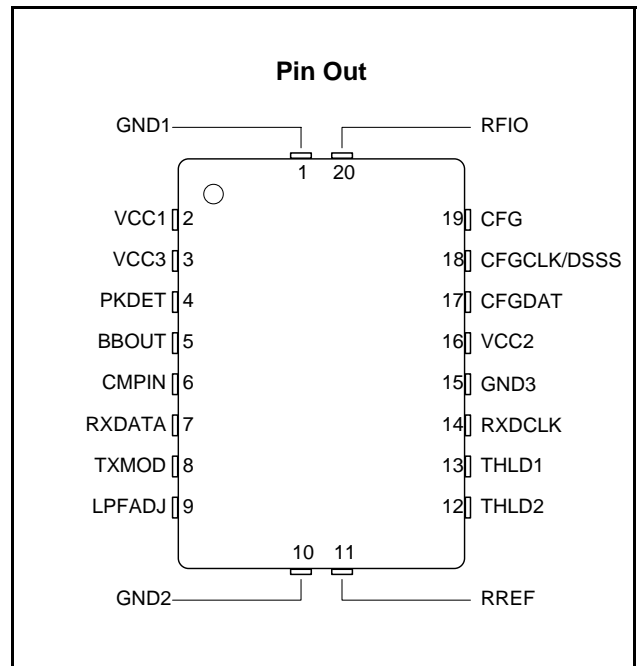 Pin Out
GND1 RFIO
1 20
VCC1 2 19 CFG
VCC3 3 18 CFGCLK/DSSS
PKDET 4 17 CFGDAT
BBOUT 5 16 VCC2
CMPIN 6 15 GND3
RXDATA 7 14 RXDCLK
TXMOD 8 13 THLD1
LPFADJ 9 12 THLD2
10 11
GND2 RREF